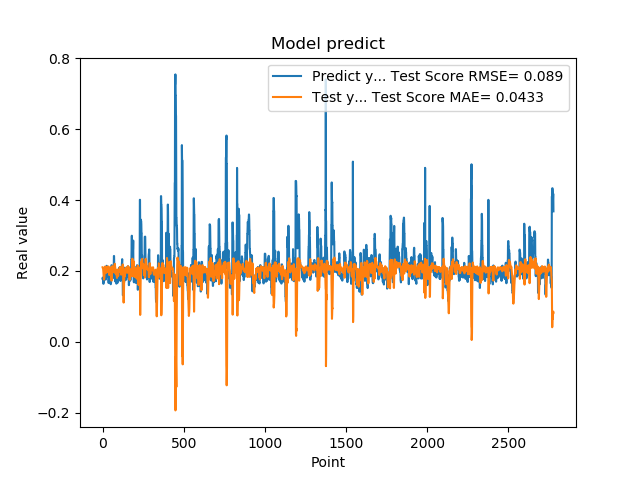 Model predict
Predict y... Test Score RMSE= 0.089
Test y... Test Score MAE= 0.0433
0.8
0.6
0.4
0.2
0.0
−0.2
Real value
0 500 1000 1500 2000 2500
Point